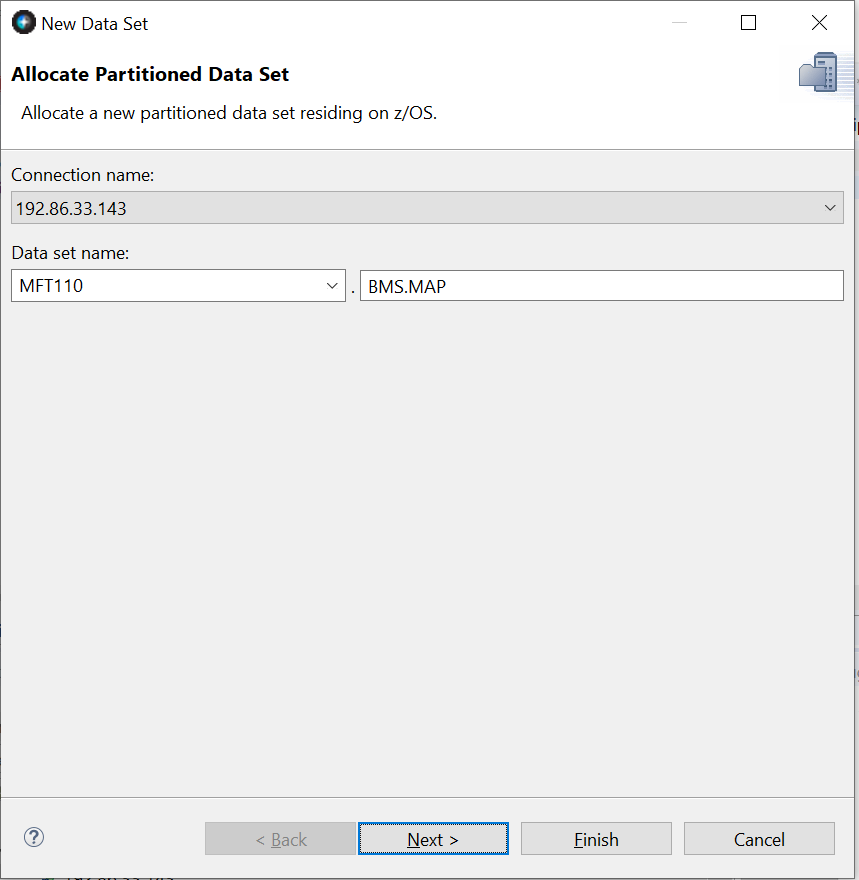 New Data Set
Allocate Partitioned Data Set
Allocate a new partitioned data set residing on z/OS.
Connection name:
192.86.33.143
Data set name:
MFT110 . BMS.MAP
< Back Next > Finish Cancel